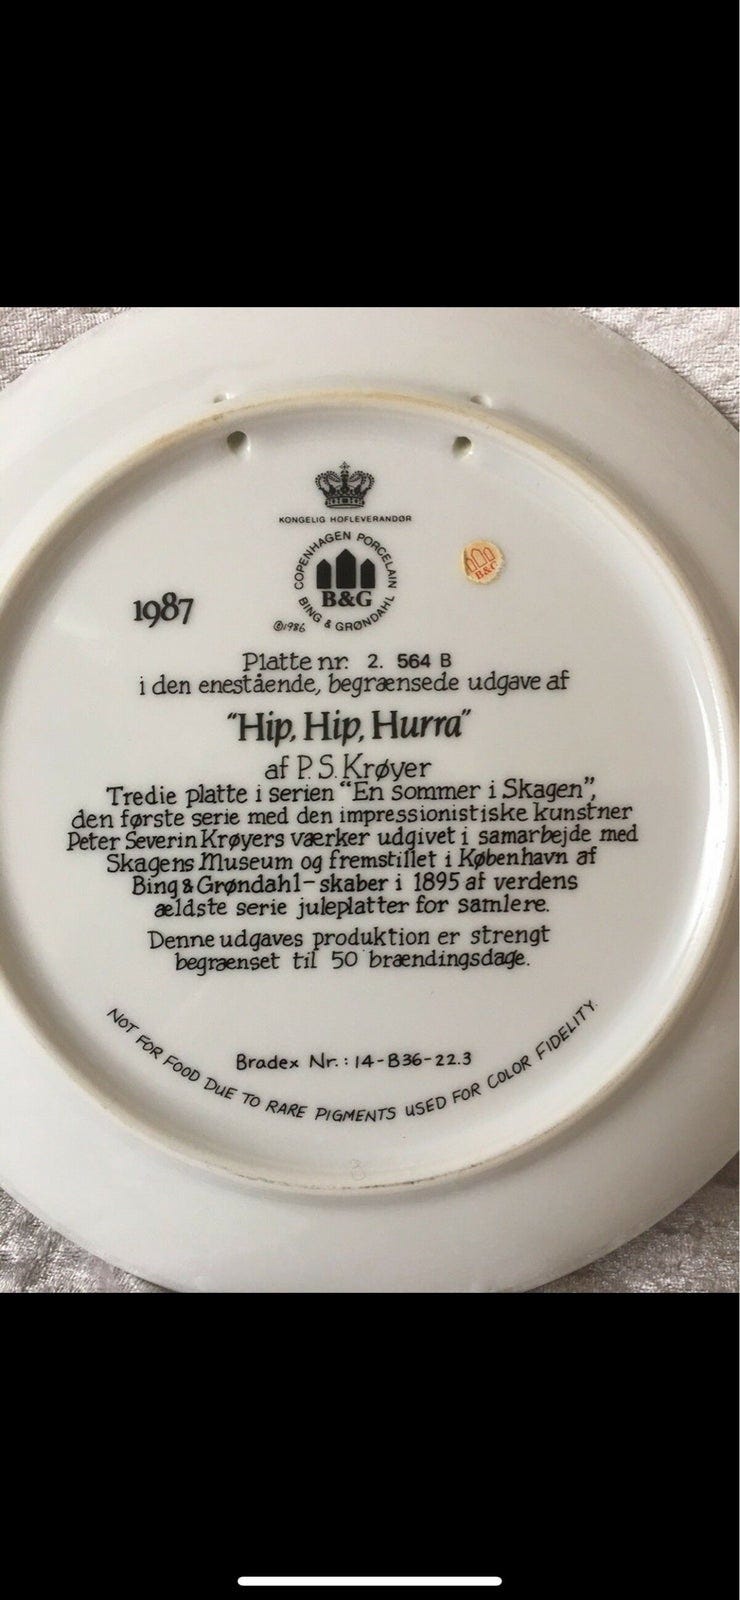 KONGELIG HOFLEVERANDØR
COPENHAGEN PORCELAIN
B&G
BING & GRØNDAHL
©1986
B&G
1987
Platte nr. 2. 564 B
i den enestående, begrænsede udgave af
"Hip, Hip, Hurra"
af P. S. Krøyer
Tredie platte i serien "En sommer i Skagen",
den første serie med den impressionistiske kunstner
Peter Severin Krøyers værker udgivet i samarbejde med
Skagens Museum og fremstillet i København af
Bing & Grøndahl - skaber i 1895 af verdens
ældste serie juleplatter for samlere.
Denne udgaves produktion er strengt
begrænset til 50 brændingsdage.
Bradex Nr.: 14-B36-22.3
NOT FOR FOOD DUE TO RARE PIGMENTS USED FOR COLOR FIDELITY.